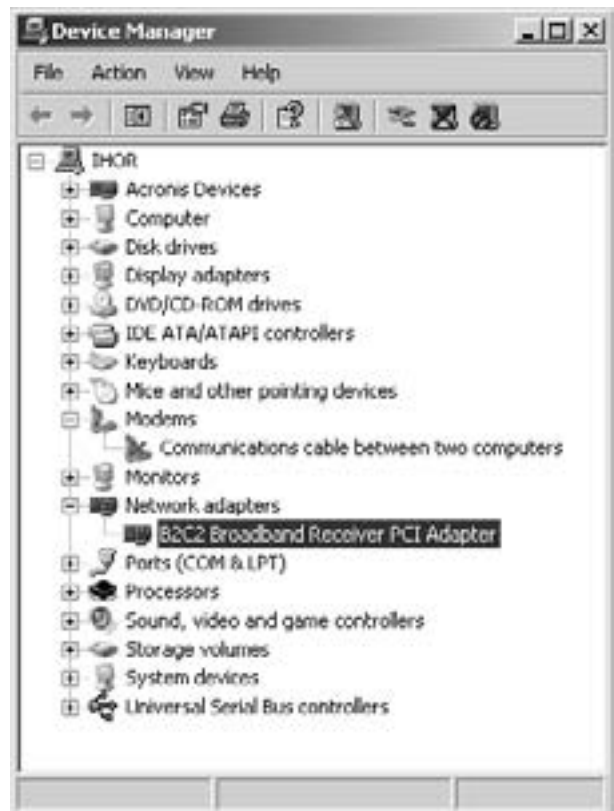 Device Manager
File Action View Help
IHOR
Acronis Devices
Computer
Disk drives
Display adapters
DVD/CD-ROM drives
IDE ATA/ATAPI controllers
Keyboards
Mice and other pointing devices
Modems
Communications cable between two computers
Monitors
Network adapters
B2C2 Broadband Receiver PCI Adapter
Ports (COM & LPT)
Processors
Sound, video and game controllers
Storage volumes
System devices
Universal Serial Bus controllers